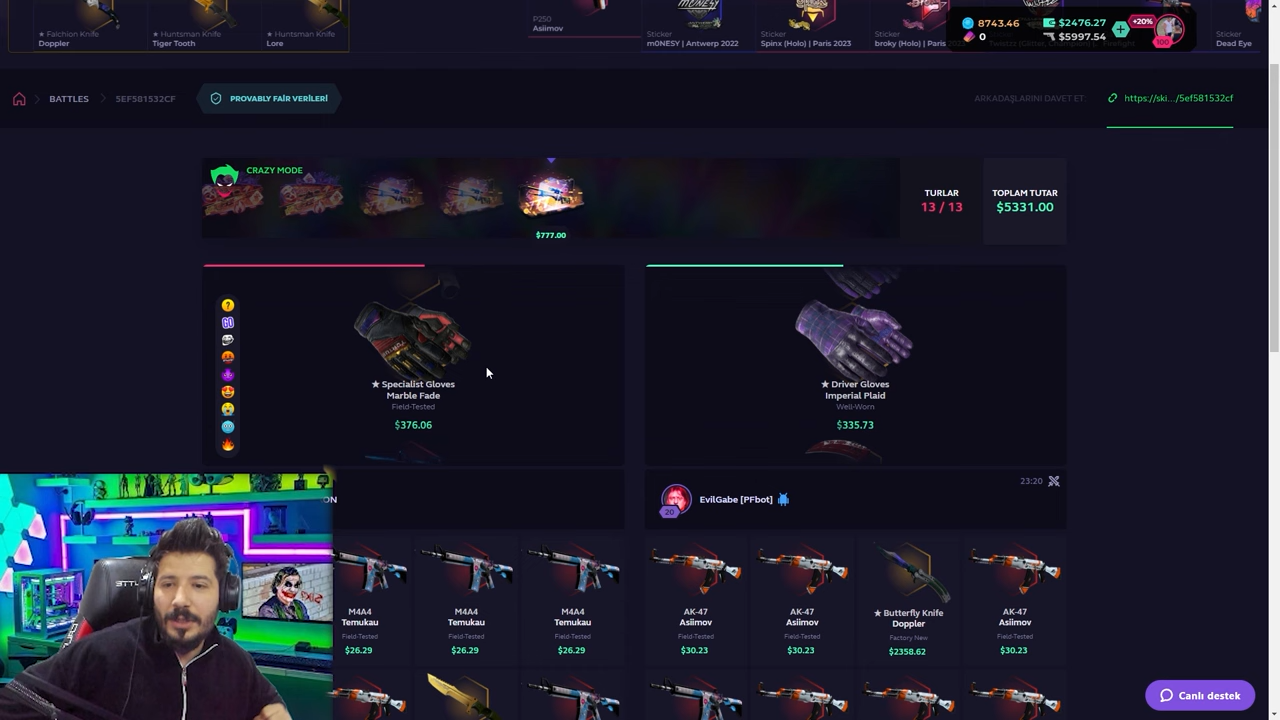 ★ Falchion Knife
Doppler
★ Huntsman Knife
Tiger Tooth
★ Huntsman Knife
Lore
P250
Asiimov
Sticker
m0NESY | Antwerp 2022
Sticker
Spinx (Holo) | Paris 2023
Sticker
broky (Holo) | Paris
Sticker
Dead Eye
8743.46
0
$2476.27
$5997.54
+20%
100
BATTLES
5EF581532CF
PROVABLY FAİR VERİLERİ
ARKADAŞLARINI DAVET ET
https://ski.../5ef581532cf
CRAZY MODE
$777.00
TURLAR
13 / 13
TOPLAM TUTAR
$5331.00
?
GO
★ Specialist Gloves
Marble Fade
Field-Tested
$376.06
★ Driver Gloves
Imperial Plaid
Well-Worn
$335.73
ON
20
EvilGabe [PFbot]
23:20
M4A4
Temukau
Field-Tested
$26.29
M4A4
Temukau
Field-Tested
$26.29
M4A4
Temukau
Field-Tested
$26.29
AK-47
Asiimov
Field-Tested
$30.23
AK-47
Asiimov
Field-Tested
$30.23
★ Butterfly Knife
Doppler
Factory New
$2358.62
AK-47
Asiimov
Field-Tested
$30.23
Canlı destek